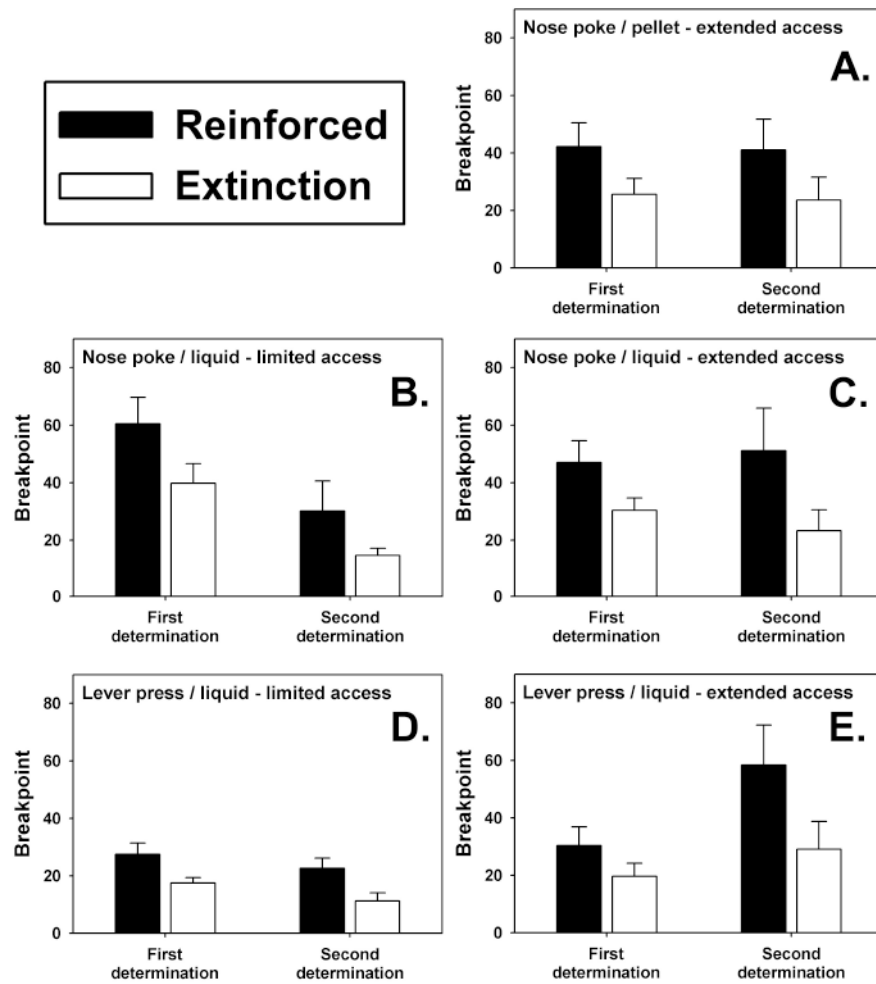 Reinforced
Extinction
Nose poke / pellet - extended access
A.
Breakpoint
80
60
40
20
0
First
determination
Second
determination
Nose poke / liquid - limited access
B.
Breakpoint
80
60
40
20
0
First
determination
Second
determination
Nose poke / liquid - extended access
C.
Breakpoint
80
60
40
20
0
First
determination
Second
determination
Lever press / liquid - limited access
D.
Breakpoint
80
60
40
20
0
First
determination
Second
determination
Lever press / liquid - extended access
E.
Breakpoint
80
60
40
20
0
First
determination
Second
determination